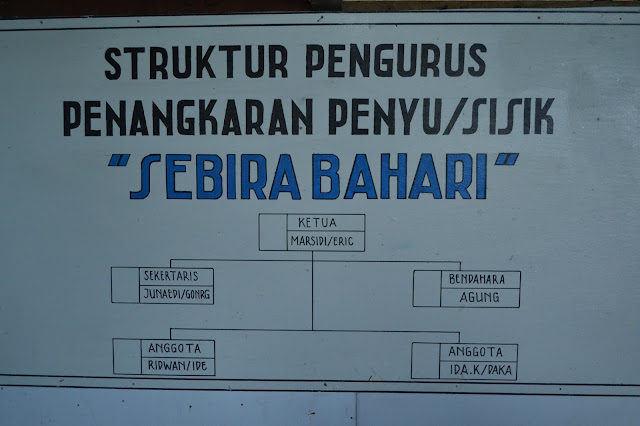 STRUKTUR PENGURUS
PENANGKARAN PENYU/SISIK
"SEBIRA BAHARI"
KETUA
MARSIDI/ERIC
SEKERTARIS
JUNAEDI/GONRG
BENDAHARA
AGUNG
ANGGOTA
RIDWAN/IDE
ANGGOTA
IDA.K/DAKA